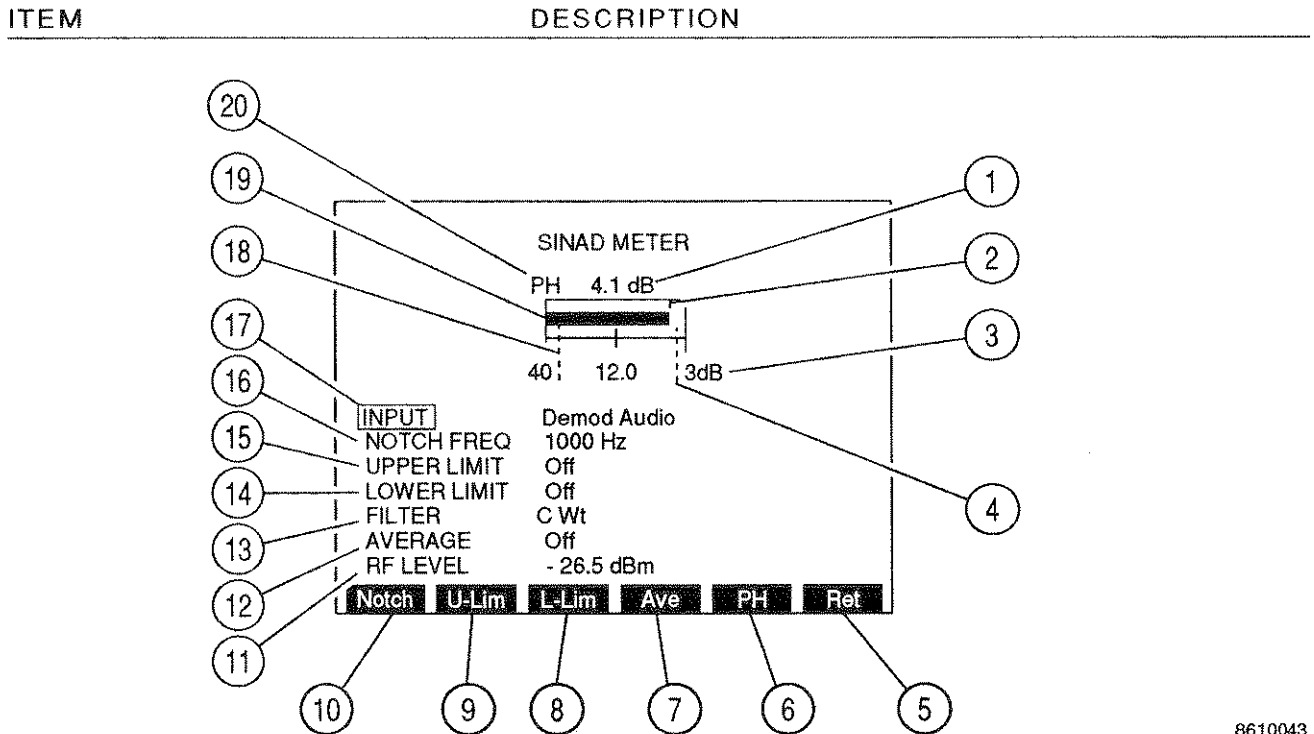 ITEM DESCRIPTION
20
19
18
17
16
15
14
13
12
11
1
2
3
4
SINAD METER
PH 4.1 dB
40 12.0 3dB
INPUT Demod Audio
NOTCH FREQ 1000 Hz
UPPER LIMIT Off
LOWER LIMIT Off
FILTER C Wt
AVERAGE Off
RF LEVEL - 26.5 dBm
Notch U-Lim L-Lim Ave PH Ret
10 9 8 7 6 5
8610043